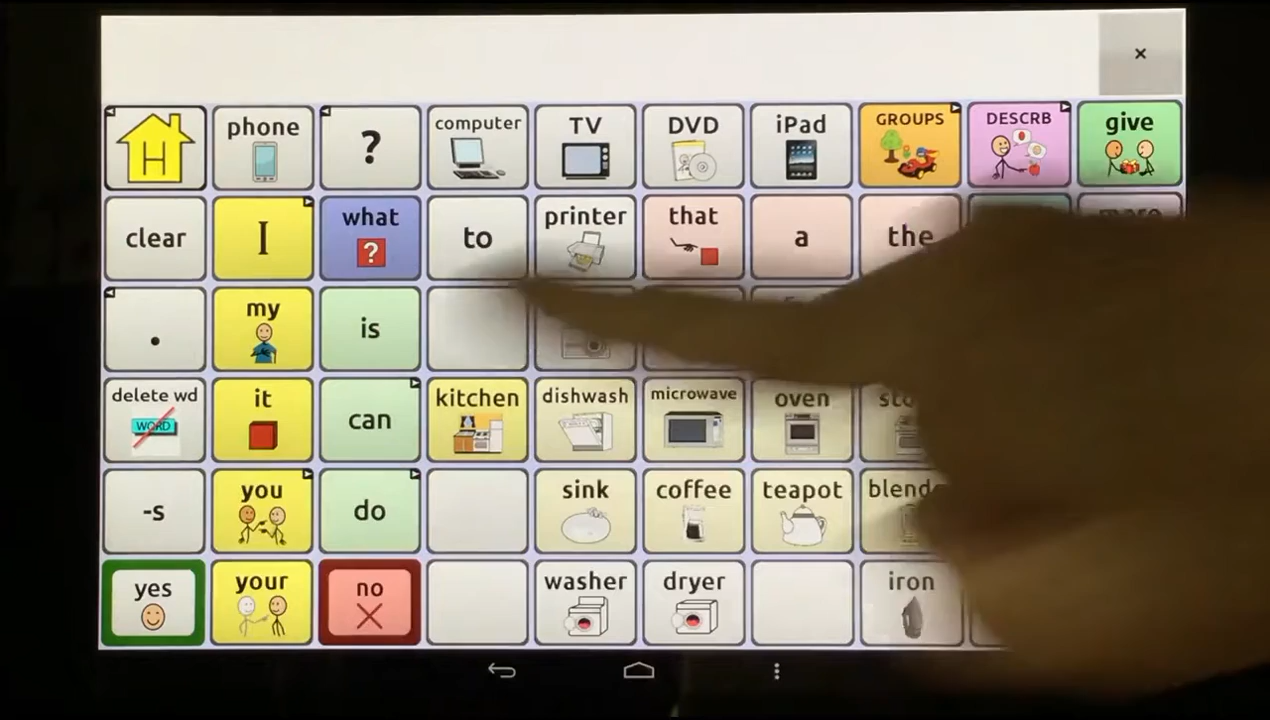 ×
H phone ? computer TV DVD iPad GROUPS DESCRB give
clear I what ? to printer that a the
. my is
delete wd WORD it can kitchen dishwash microwave oven
-s you do sink coffee teapot
yes your no washer dryer iron